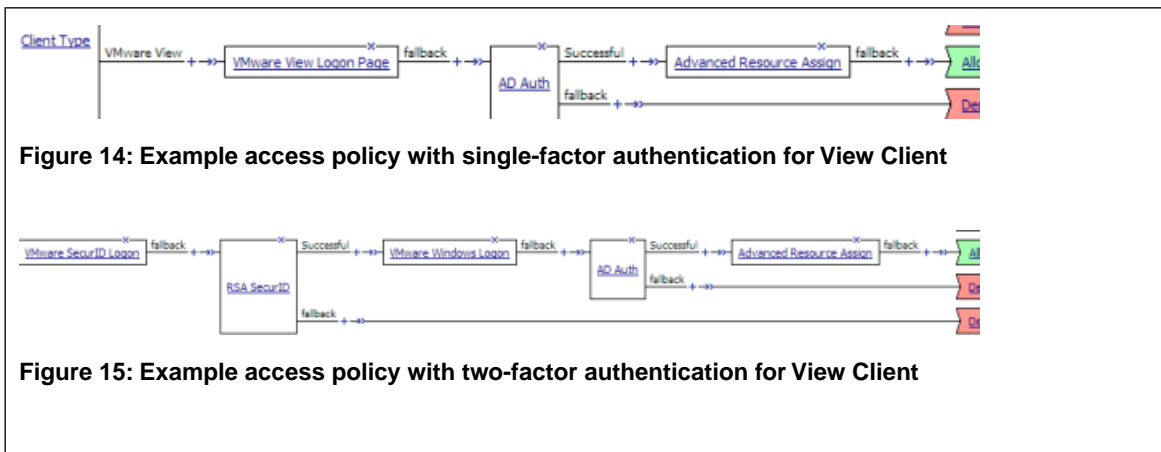 Client Type
VMware View
VMware View Logon Page
fallback
AD Auth
Successful
Advanced Resource Assign
fallback
fallback
Figure 14: Example access policy with single-factor authentication for View Client
VMware SecurID Logon
fallback
RSA SecurID
Successful
VMware Windows Logon
fallback
AD Auth
Successful
Advanced Resource Assign
fallback
fallback
fallback
Figure 15: Example access policy with two-factor authentication for View Client